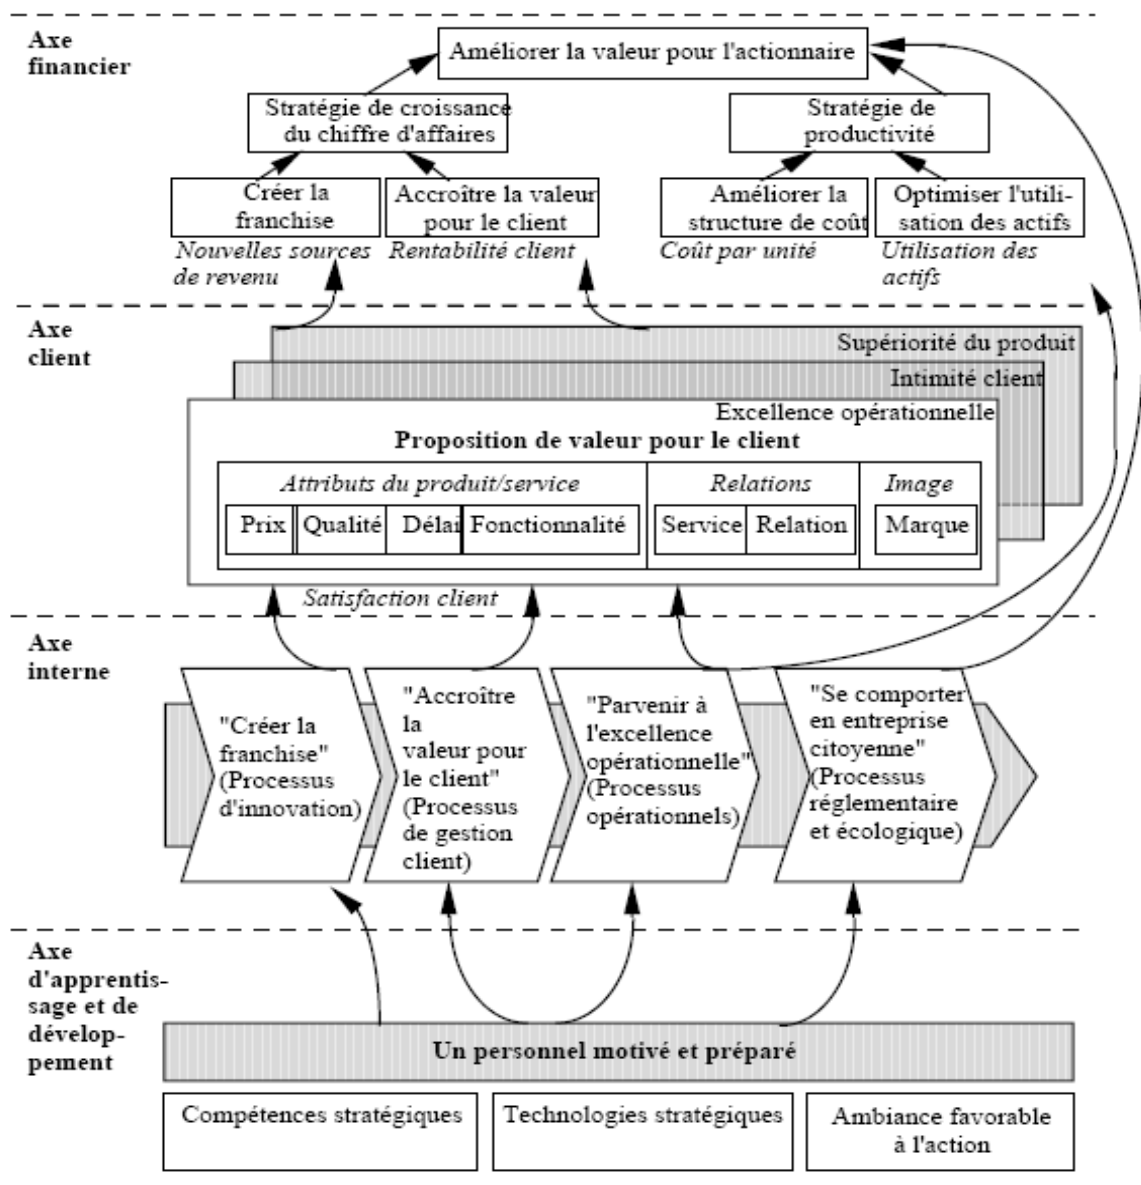 Axe
financier
Améliorer la valeur pour l'actionnaire
Stratégie de croissance
du chiffre d'affaires
Stratégie de
productivité
Créer la
franchise
Accroître la valeur
pour le client
Améliorer la
structure de coût
Optimiser l'utili-
sation des actifs
Nouvelles sources
de revenu
Rentabilité client
Coût par unité
Utilisation des
actifs
Axe
client
Supériorité du produit
Intimité client
Excellence opérationnelle
Proposition de valeur pour le client
Attributs du produit/service
Relations
Image
Prix
Qualité
Délai
Fonctionnalité
Service
Relation
Marque
Satisfaction client
Axe
interne
"Créer la
franchise"
(Processus
d'innovation)
"Accroître
la
valeur pour
le client"
(Processus
de gestion
client)
"Parvenir à
l'excellence
opérationnelle"
(Processus
opérationnels)
"Se comporter
en entreprise
citoyenne"
(Processus
réglementaire
et écologique)
Axe
d'apprentis-
sage et de
dévelop-
pement
Un personnel motivé et préparé
Compétences stratégiques
Technologies stratégiques
Ambiance favorable
à l'action